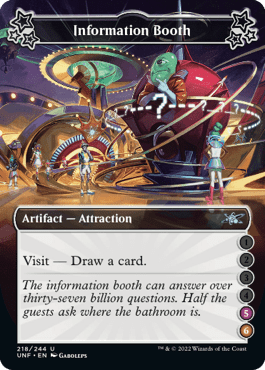 Information Booth
?
?
Artifact — Attraction
Visit — Draw a card.
The information booth can answer over
thirty-seven billion questions. Half the
guests ask where the bathroom is.
1
2
3
4
5
6
218/244 U
UNF • EN GABOLEPS
™ & © 2022 Wizards of the Coast